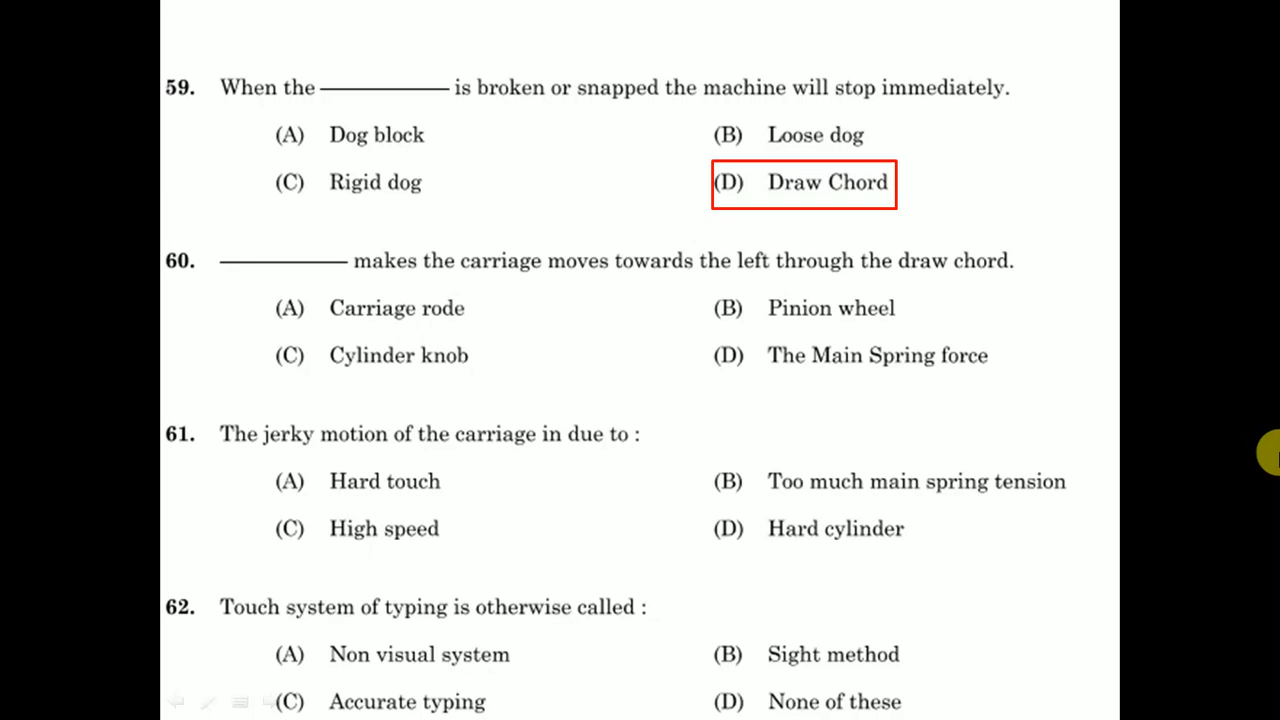 59. When the ————— is broken or snapped the machine will stop immediately.
(A) Dog block (B) Loose dog
(C) Rigid dog (D) Draw Chord
60. ————— makes the carriage moves towards the left through the draw chord.
(A) Carriage rode (B) Pinion wheel
(C) Cylinder knob (D) The Main Spring force
61. The jerky motion of the carriage in due to :
(A) Hard touch (B) Too much main spring tension
(C) High speed (D) Hard cylinder
62. Touch system of typing is otherwise called :
(A) Non visual system (B) Sight method
(C) Accurate typing (D) None of these